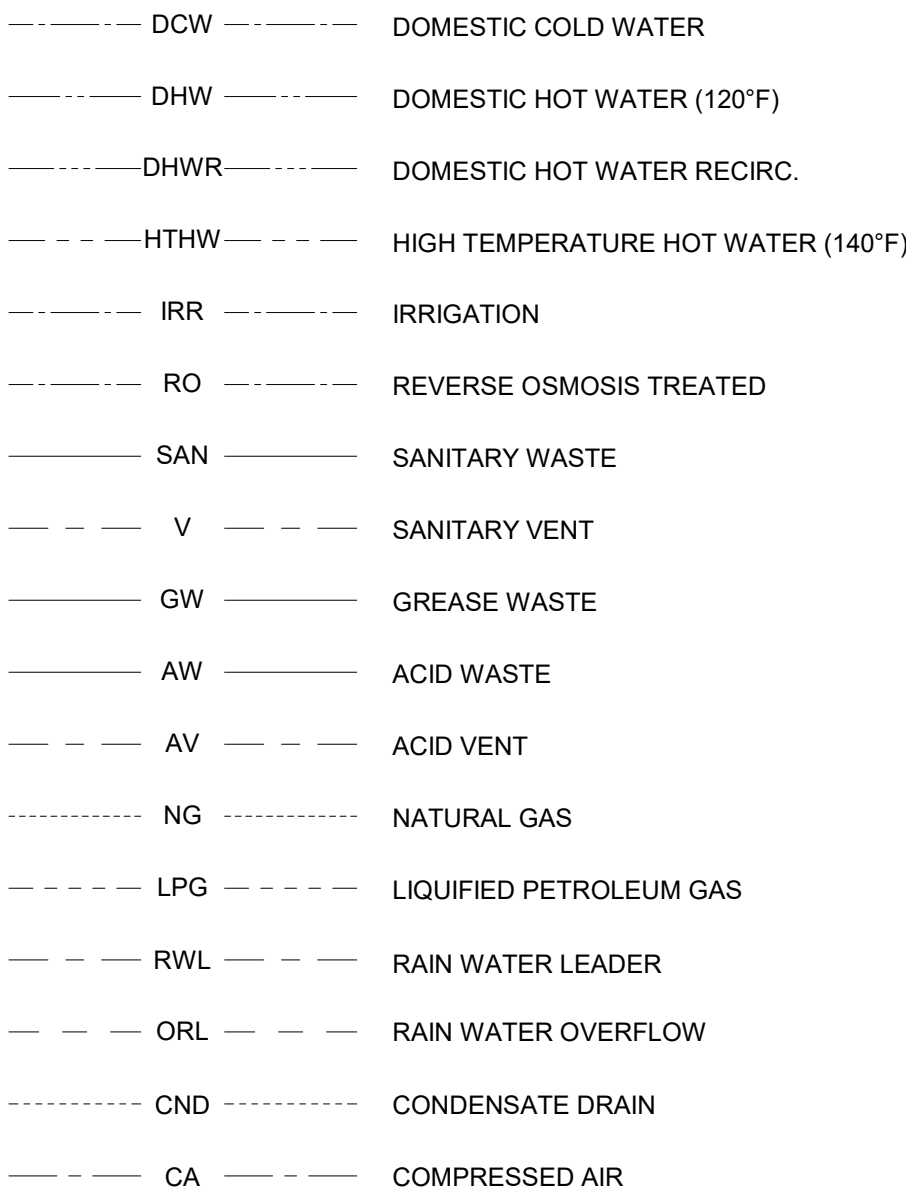 DCW DOMESTIC COLD WATER
DHW DOMESTIC HOT WATER (120°F)
DHWR DOMESTIC HOT WATER RECIRC.
HTHW HIGH TEMPERATURE HOT WATER (140°F)
IRR IRRIGATION
RO REVERSE OSMOSIS TREATED
SAN SANITARY WASTE
V SANITARY VENT
GW GREASE WASTE
AW ACID WASTE
AV ACID VENT
NG NATURAL GAS
LPG LIQUIFIED PETROLEUM GAS
RWL RAIN WATER LEADER
ORL RAIN WATER OVERFLOW
CND CONDENSATE DRAIN
CA COMPRESSED AIR